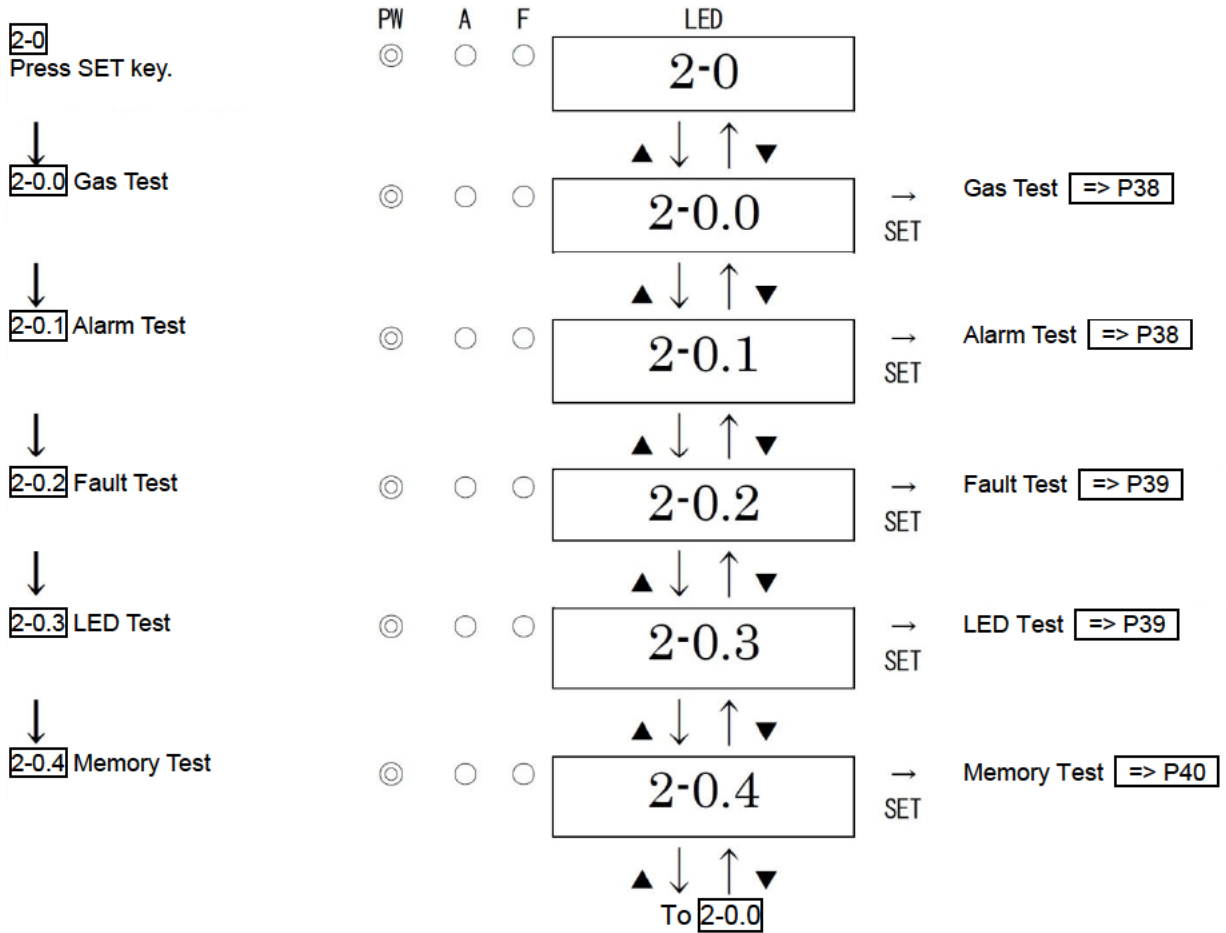 PW A F LED
2-0
Press SET key.
2-0
▲ ↓ ↑ ▼
2-0.0 Gas Test
2-0.0
→
SET
Gas Test => P38
▲ ↓ ↑ ▼
2-0.1 Alarm Test
2-0.1
→
SET
Alarm Test => P38
▲ ↓ ↑ ▼
2-0.2 Fault Test
2-0.2
→
SET
Fault Test => P39
▲ ↓ ↑ ▼
2-0.3 LED Test
2-0.3
→
SET
LED Test => P39
▲ ↓ ↑ ▼
2-0.4 Memory Test
2-0.4
→
SET
Memory Test => P40
▲ ↓ ↑ ▼
To 2-0.0